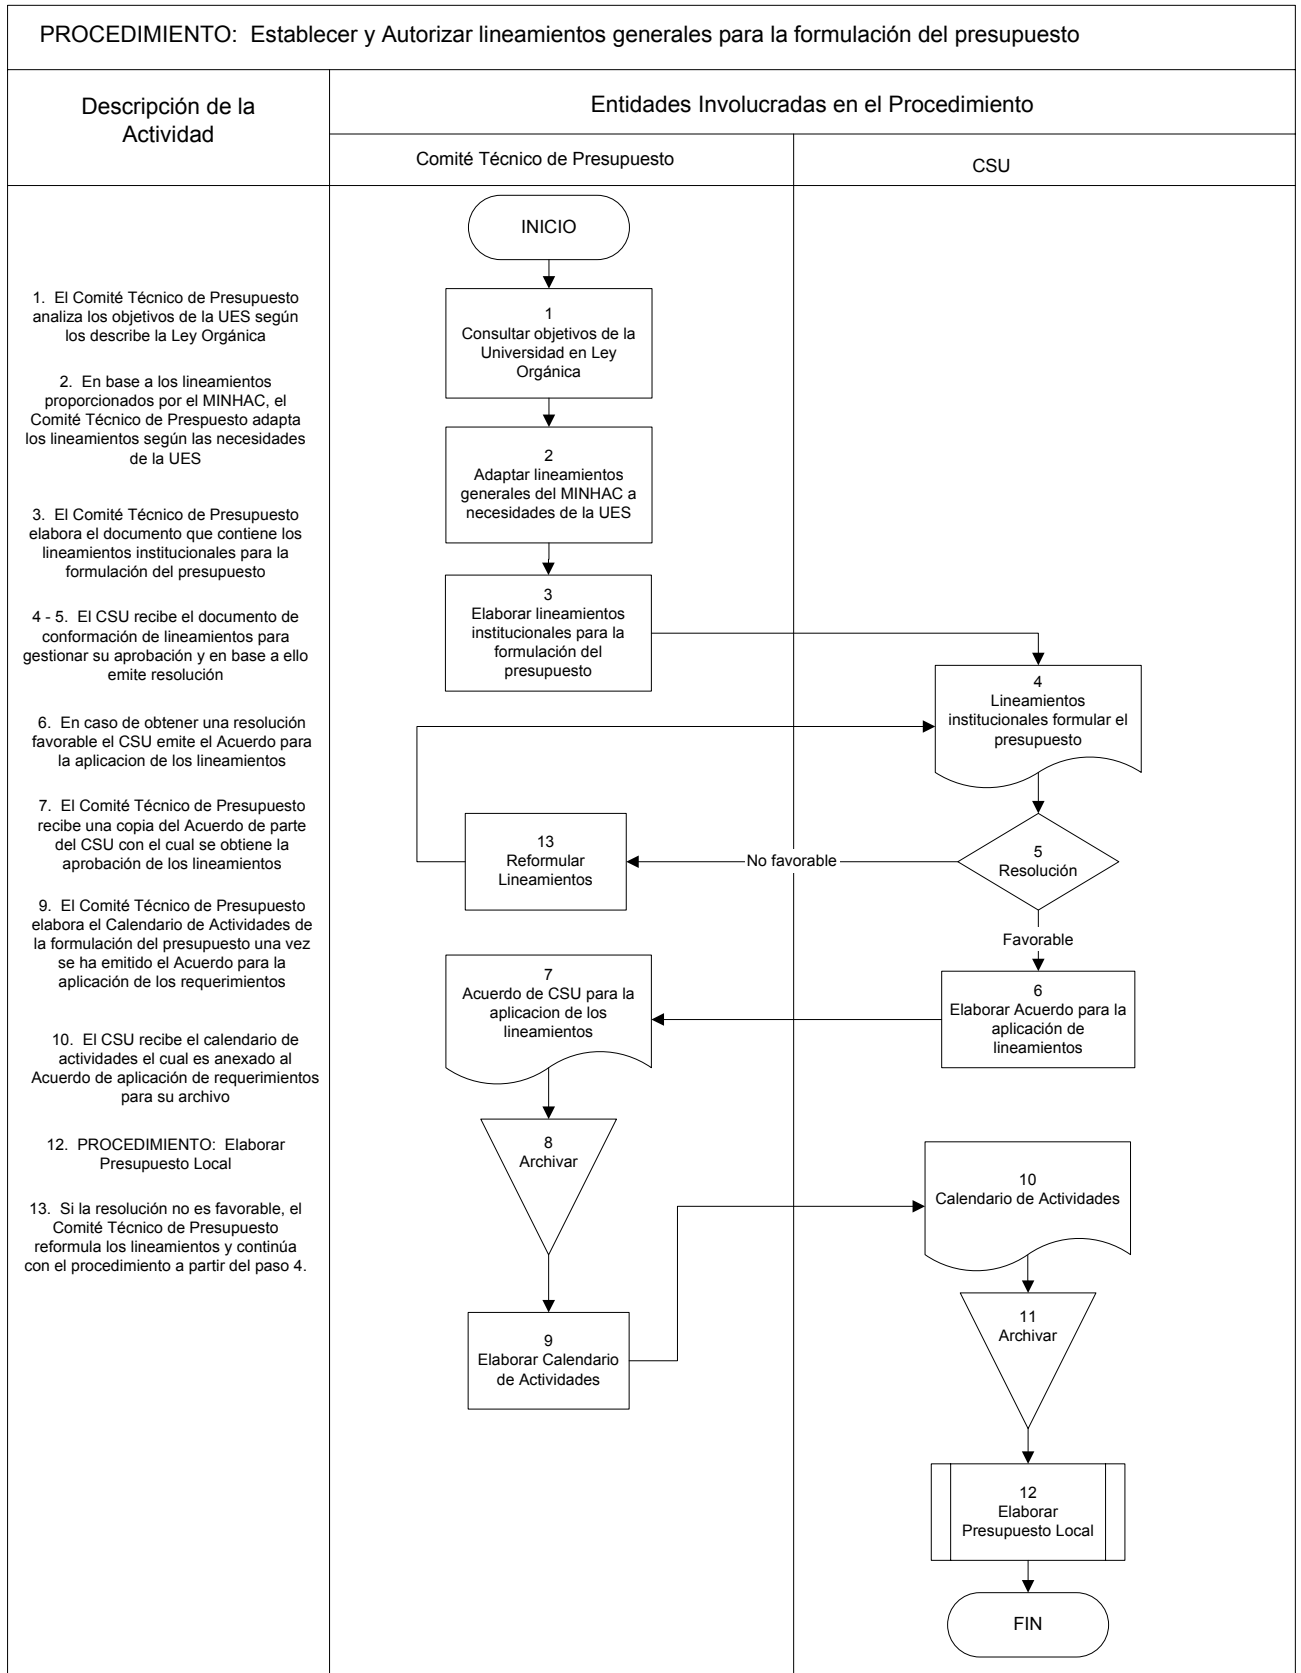 PROCEDIMIENTO: Establecer y Autorizar lineamientos generales para la formulación del presupuesto
Descripción de la
Actividad
Entidades Involucradas en el Procedimiento
Comité Técnico de Presupuesto
CSU
1. El Comité Técnico de Presupuesto
analiza los objetivos de la UES según
los describe la Ley Orgánica
2. En base a los lineamientos
proporcionados por el MINHAC, el
Comité Técnico de Prespuesto adapta
los lineamientos según las necesidades
de la UES
3. El Comité Técnico de Presupuesto
elabora el documento que contiene los
lineamientos institucionales para la
formulación del presupuesto
4 - 5. El CSU recibe el documento de
conformación de lineamientos para
gestionar su aprobación y en base a ello
emite resolución
6. En caso de obtener una resolución
favorable el CSU emite el Acuerdo para
la aplicacion de los lineamientos
7. El Comité Técnico de Presupuesto
recibe una copia del Acuerdo de parte
del CSU con el cual se obtiene la
aprobación de los lineamientos
9. El Comité Técnico de Presupuesto
elabora el Calendario de Actividades de
la formulación del presupuesto una vez
se ha emitido el Acuerdo para la
aplicación de los requerimientos
10. El CSU recibe el calendario de
actividades el cual es anexado al
Acuerdo de aplicación de requerimientos
para su archivo
12. PROCEDIMIENTO: Elaborar
Presupuesto Local
13. Si la resolución no es favorable, el
Comité Técnico de Presupuesto
reformula los lineamientos y continúa
con el procedimiento a partir del paso 4.
INICIO
1
Consultar objetivos de la
Universidad en Ley
Orgánica
2
Adaptar lineamientos
generales del MINHAC a
necesidades de la UES
3
Elaborar lineamientos
institucionales para la
formulación del
presupuesto
4
Lineamientos
institucionales formular el
presupuesto
5
Resolución
No favorable
13
Reformular
Lineamientos
Favorable
6
Elaborar Acuerdo para la
aplicación de
lineamientos
7
Acuerdo de CSU para la
aplicacion de los
lineamientos
8
Archivar
9
Elaborar Calendario
de Actividades
10
Calendario de Actividades
11
Archivar
12
Elaborar
Presupuesto Local
FIN